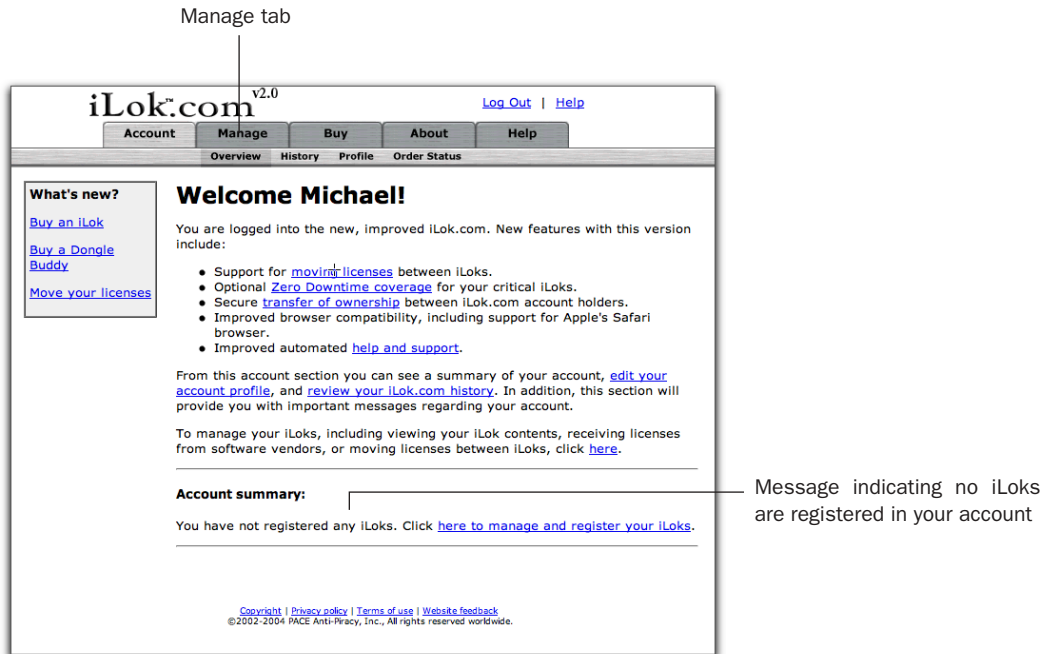 Manage tab
iLok.com™ v2.0
Log Out | Help
Account Manage Buy About Help
Overview History Profile Order Status
What's new?
Buy an iLok
Buy a Dongle
Buddy
Move your licenses
Welcome Michael!
You are logged into the new, improved iLok.com. New features with this version
include:
• Support for moving licenses between iLoks.
• Optional Zero Downtime coverage for your critical iLoks.
• Secure transfer of ownership between iLok.com account holders.
• Improved browser compatibility, including support for Apple's Safari
browser.
• Improved automated help and support.
From this account section you can see a summary of your account, edit your
account profile, and review your iLok.com history. In addition, this section will
provide you with important messages regarding your account.
To manage your iLoks, including viewing your iLok contents, receiving licenses
from software vendors, or moving licenses between iLoks, click here.
Account summary:
You have not registered any iLoks. Click here to manage and register your iLoks.
Message indicating no iLoks
are registered in your account
Copyright | Privacy policy | Terms of use | Website feedback
©2002-2004 PACE Anti-Piracy, Inc., All rights reserved worldwide.